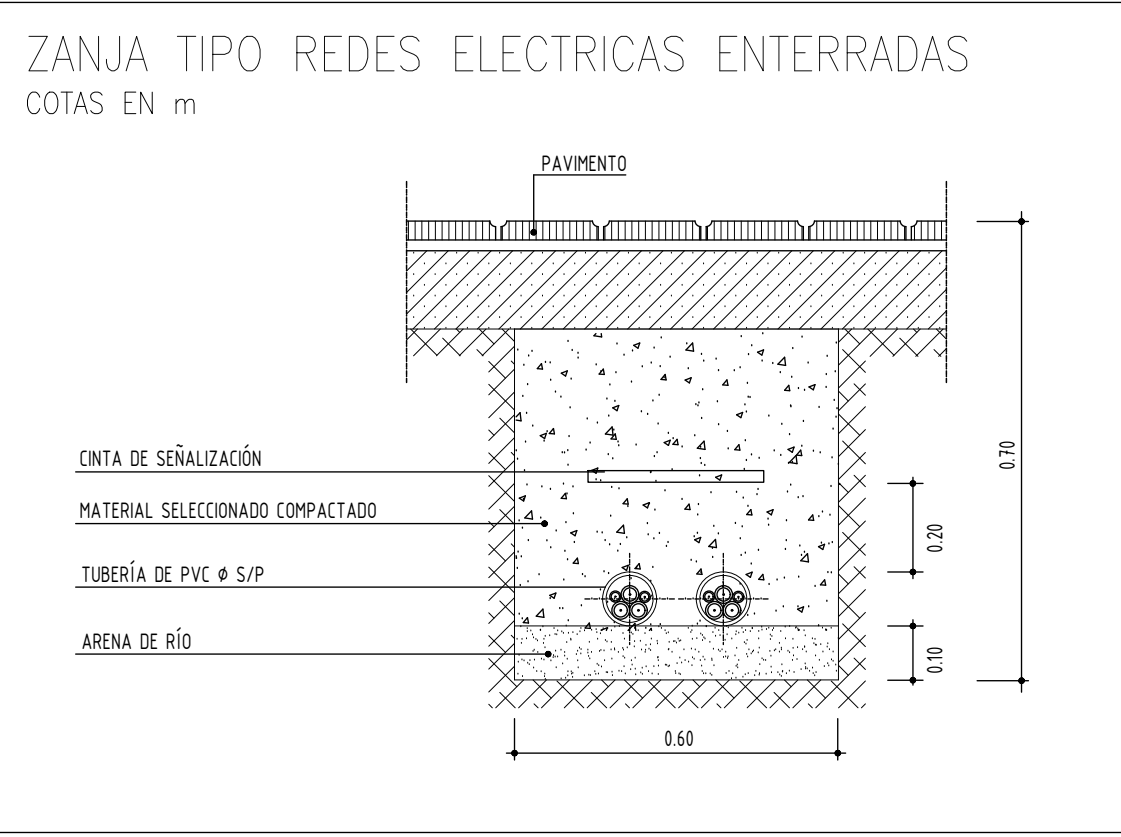 ZANJA TIPO REDES ELECTRICAS ENTERRADAS
COTAS EN m
PAVIMENTO
CINTA DE SEÑALIZACIÓN
MATERIAL SELECCIONADO COMPACTADO
TUBERÍA DE PVC ø S/P
ARENA DE RÍO
0.70
0.20
0.10
0.60